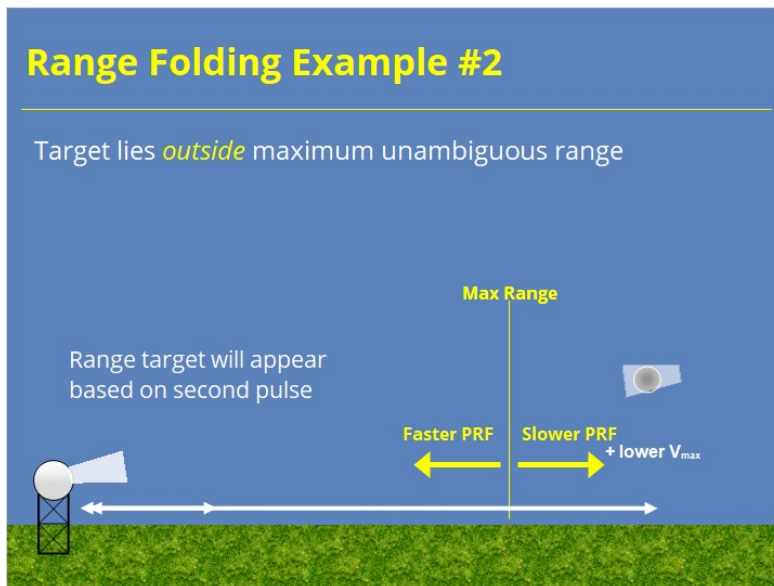 Range Folding Example #2
Target lies outside maximum unambiguous range
Max Range
Range target will appear
based on second pulse
Faster PRF
Slower PRF
+ lower Vmax